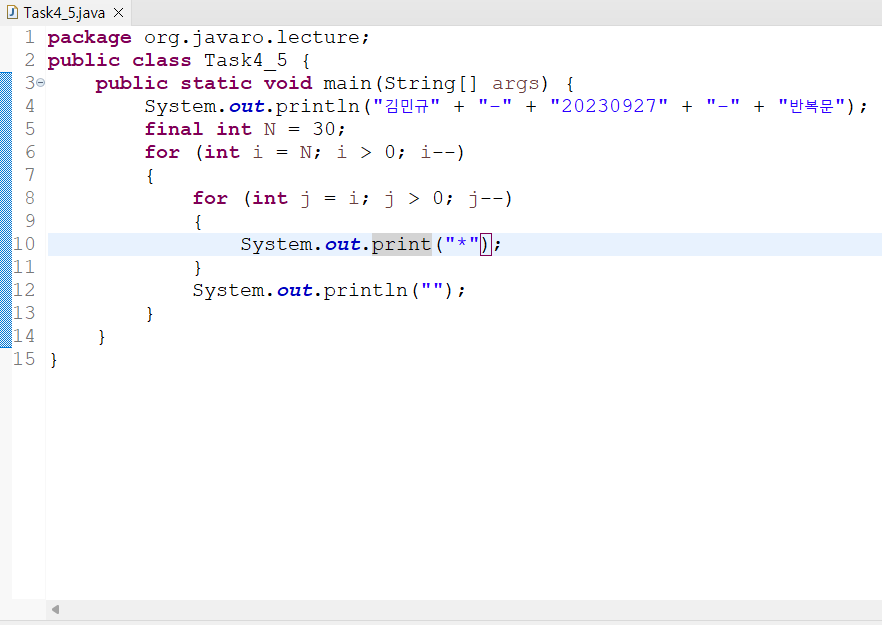 Task4_5.java
1 package org.javaro.lecture;
2 public class Task4_5 {
3 public static void main(String[] args) {
4 System.out.println("김민규" + "-" + "20230927" + "-" + "반복문");
5 final int N = 30;
6 for (int i = N; i > 0; i--)
7 {
8 for (int j = i; j > 0; j--)
9 {
10 System.out.print("*");
11 }
12 System.out.println("");
13 }
14 }
15 }